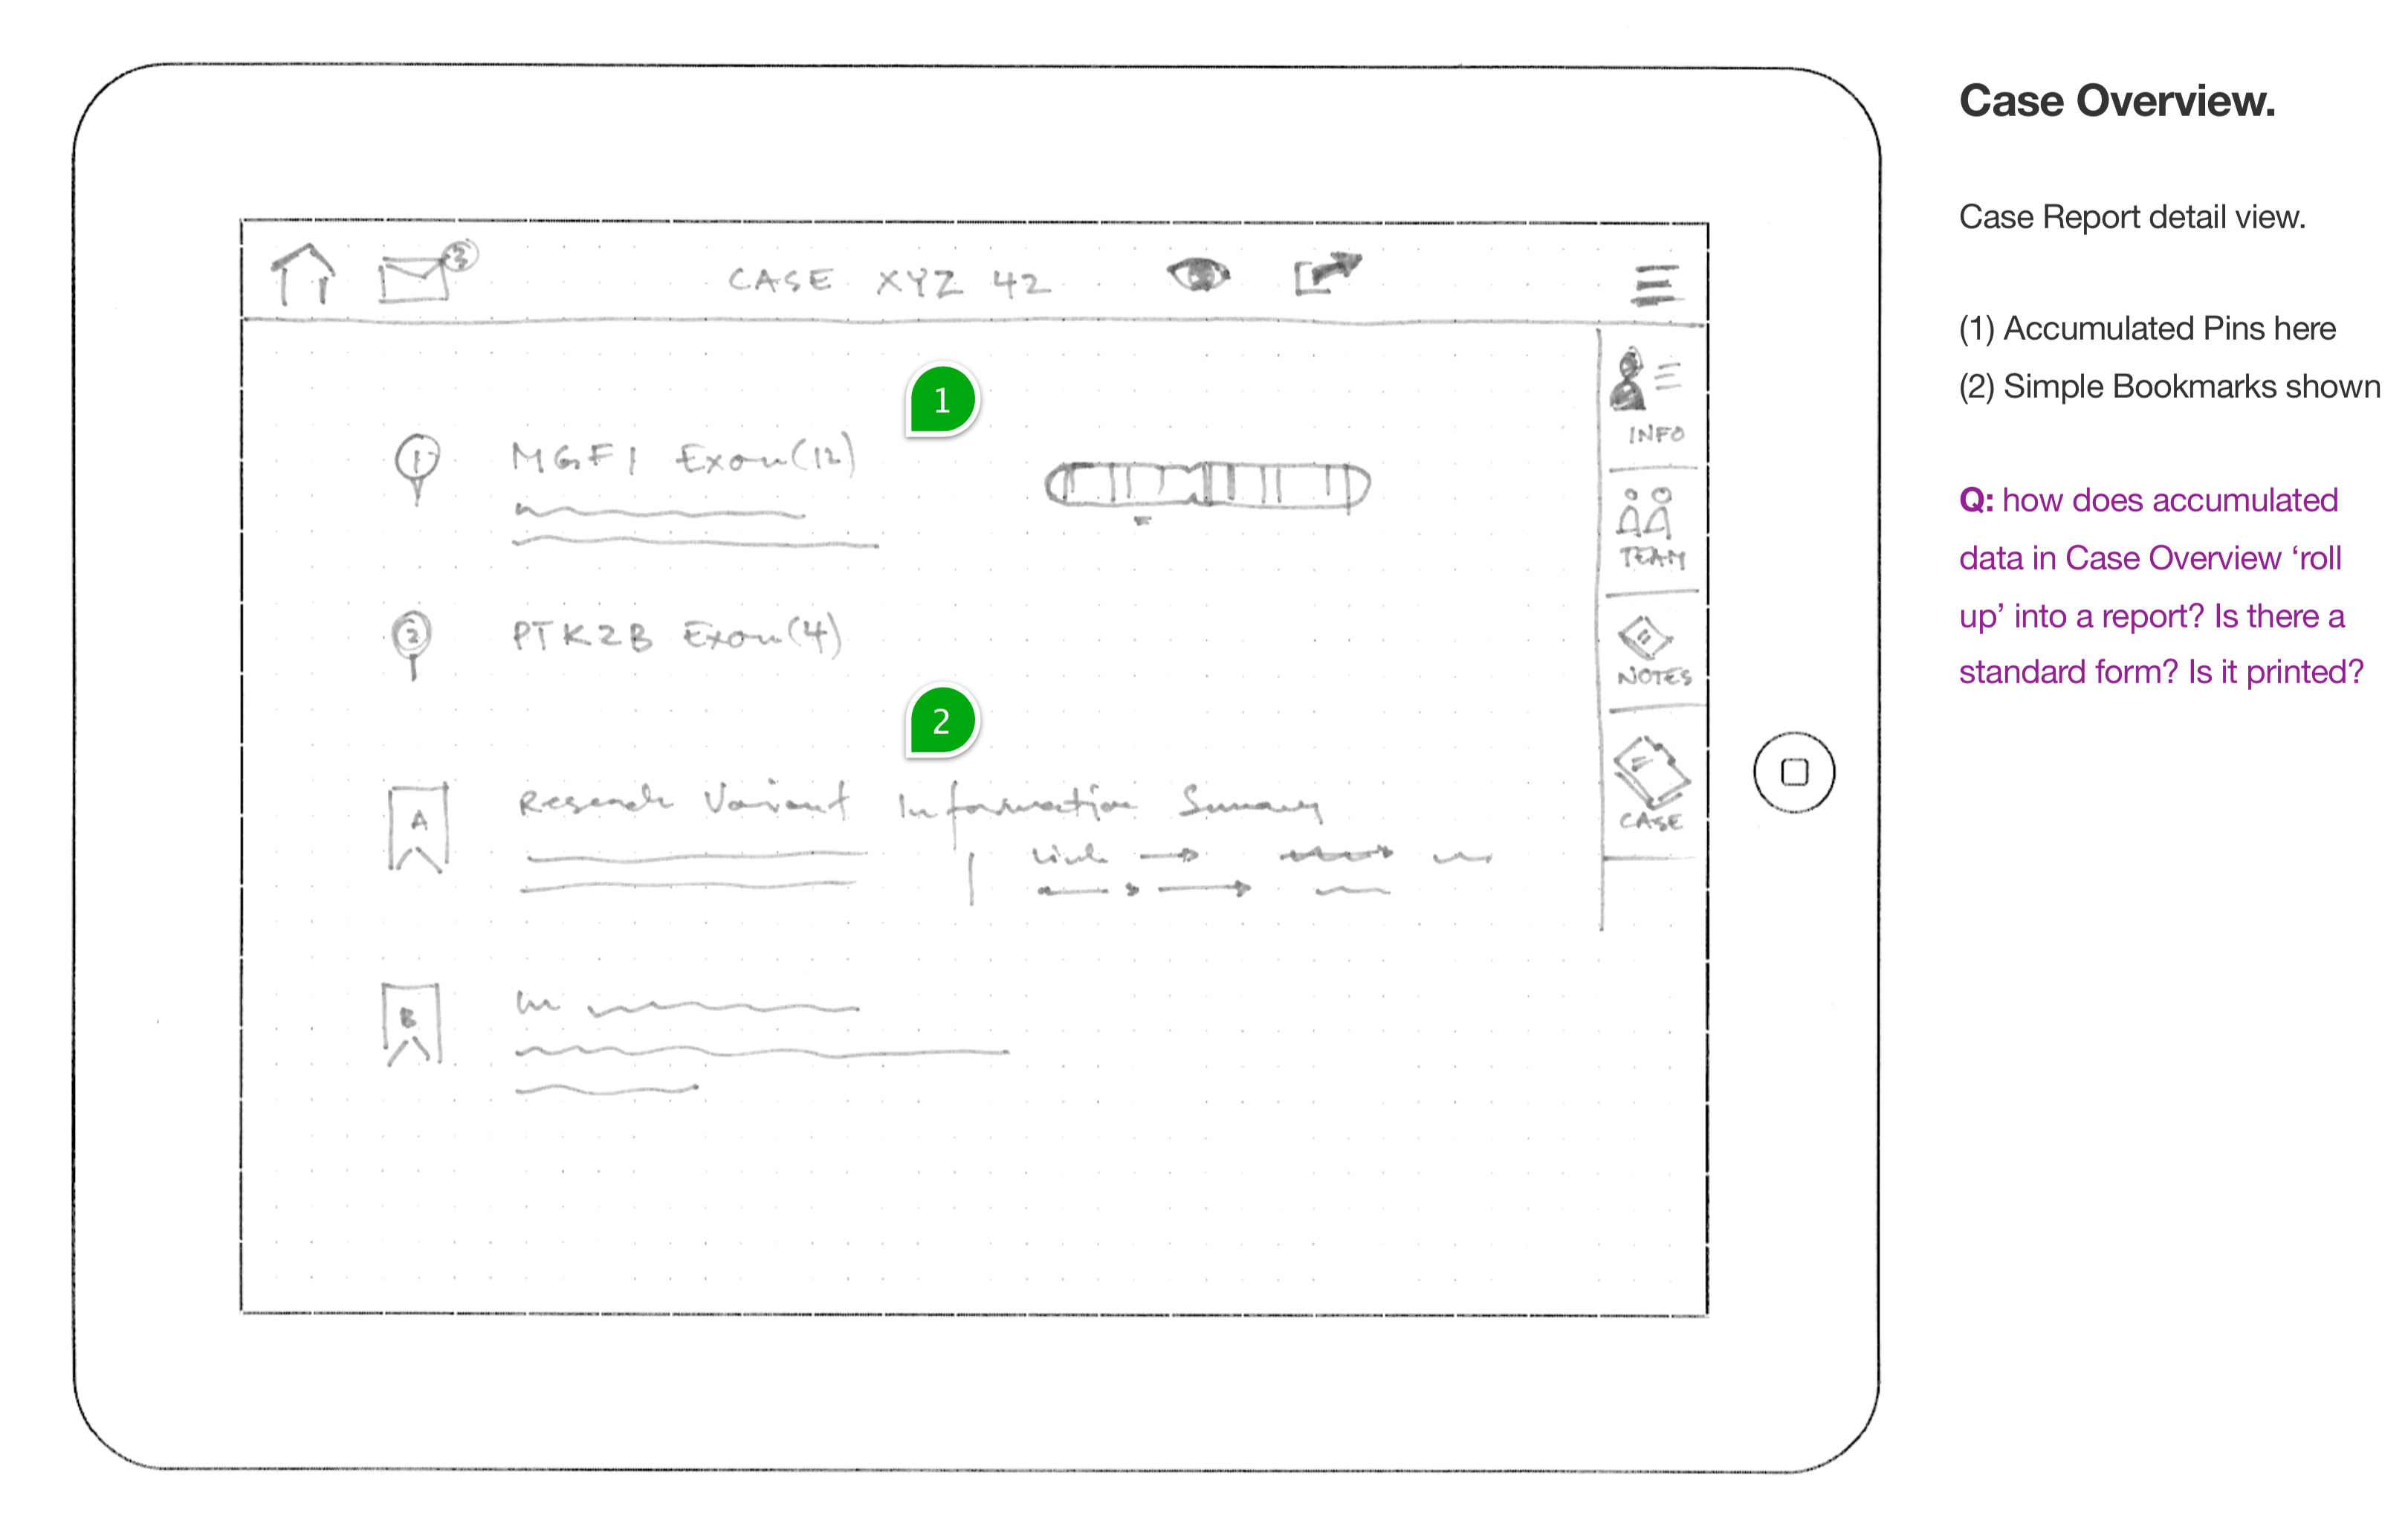 3
CASE XYZ 42
1
1 MGF1 Exon(12)
2 PTK2B Exon(4)
2
A Research Variant Information Summary
link
B
INFO
TEAM
NOTES
CASE
Case Overview.
Case Report detail view.
(1) Accumulated Pins here
(2) Simple Bookmarks shown
Q: how does accumulated
data in Case Overview ‘roll
up’ into a report? Is there a
standard form? Is it printed?